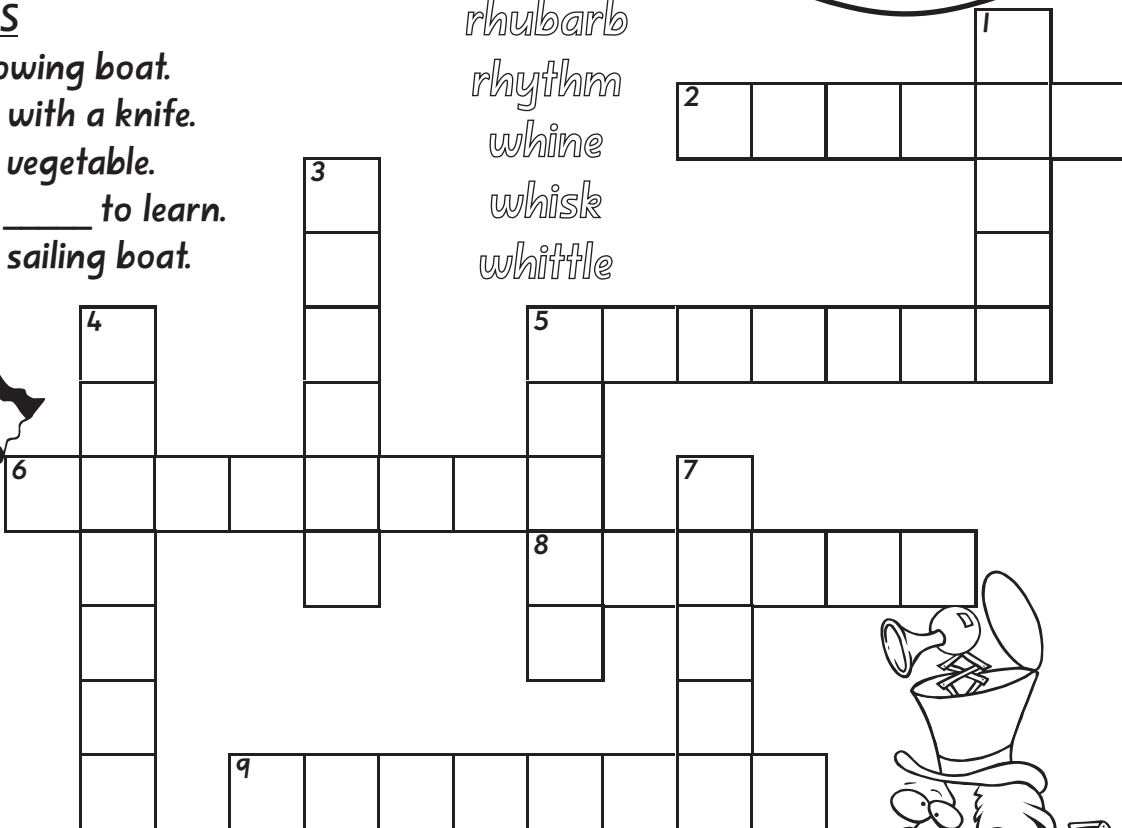 S
owing boat.
with a knife.
vegetable.
_____ to learn.
sailing boat.
rhubarb
rhythm
whine
whisk
whittle
1
2
3
4
5
6
7
8
9